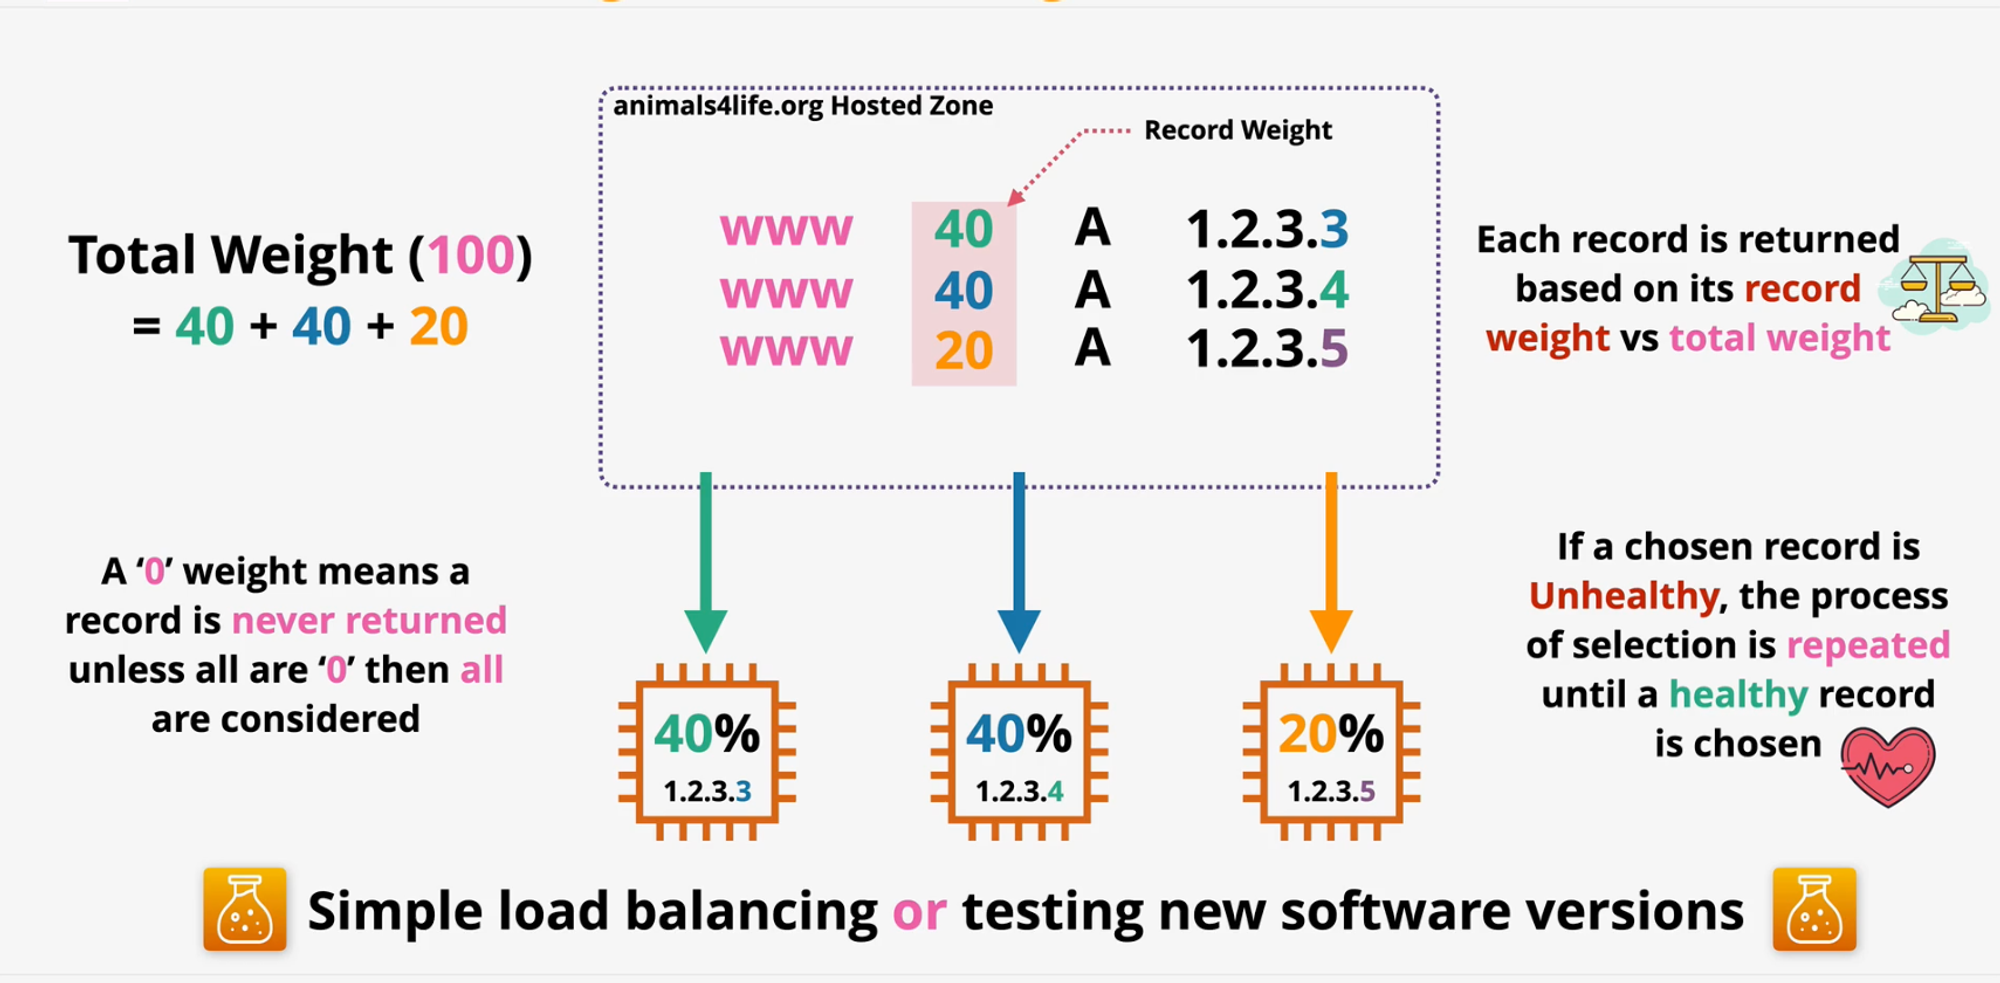 animals4life.org Hosted Zone
Record Weight
www 40 A 1.2.3.3
www 40 A 1.2.3.4
www 20 A 1.2.3.5
Total Weight (100)
= 40 + 40 + 20
Each record is returned
based on its record
weight vs total weight
A ‘0’ weight means a
record is never returned
unless all are ‘0’ then all
are considered
If a chosen record is
Unhealthy, the process
of selection is repeated
until a healthy record
is chosen
40%
1.2.3.3
40%
1.2.3.4
20%
1.2.3.5
Simple load balancing or testing new software versions